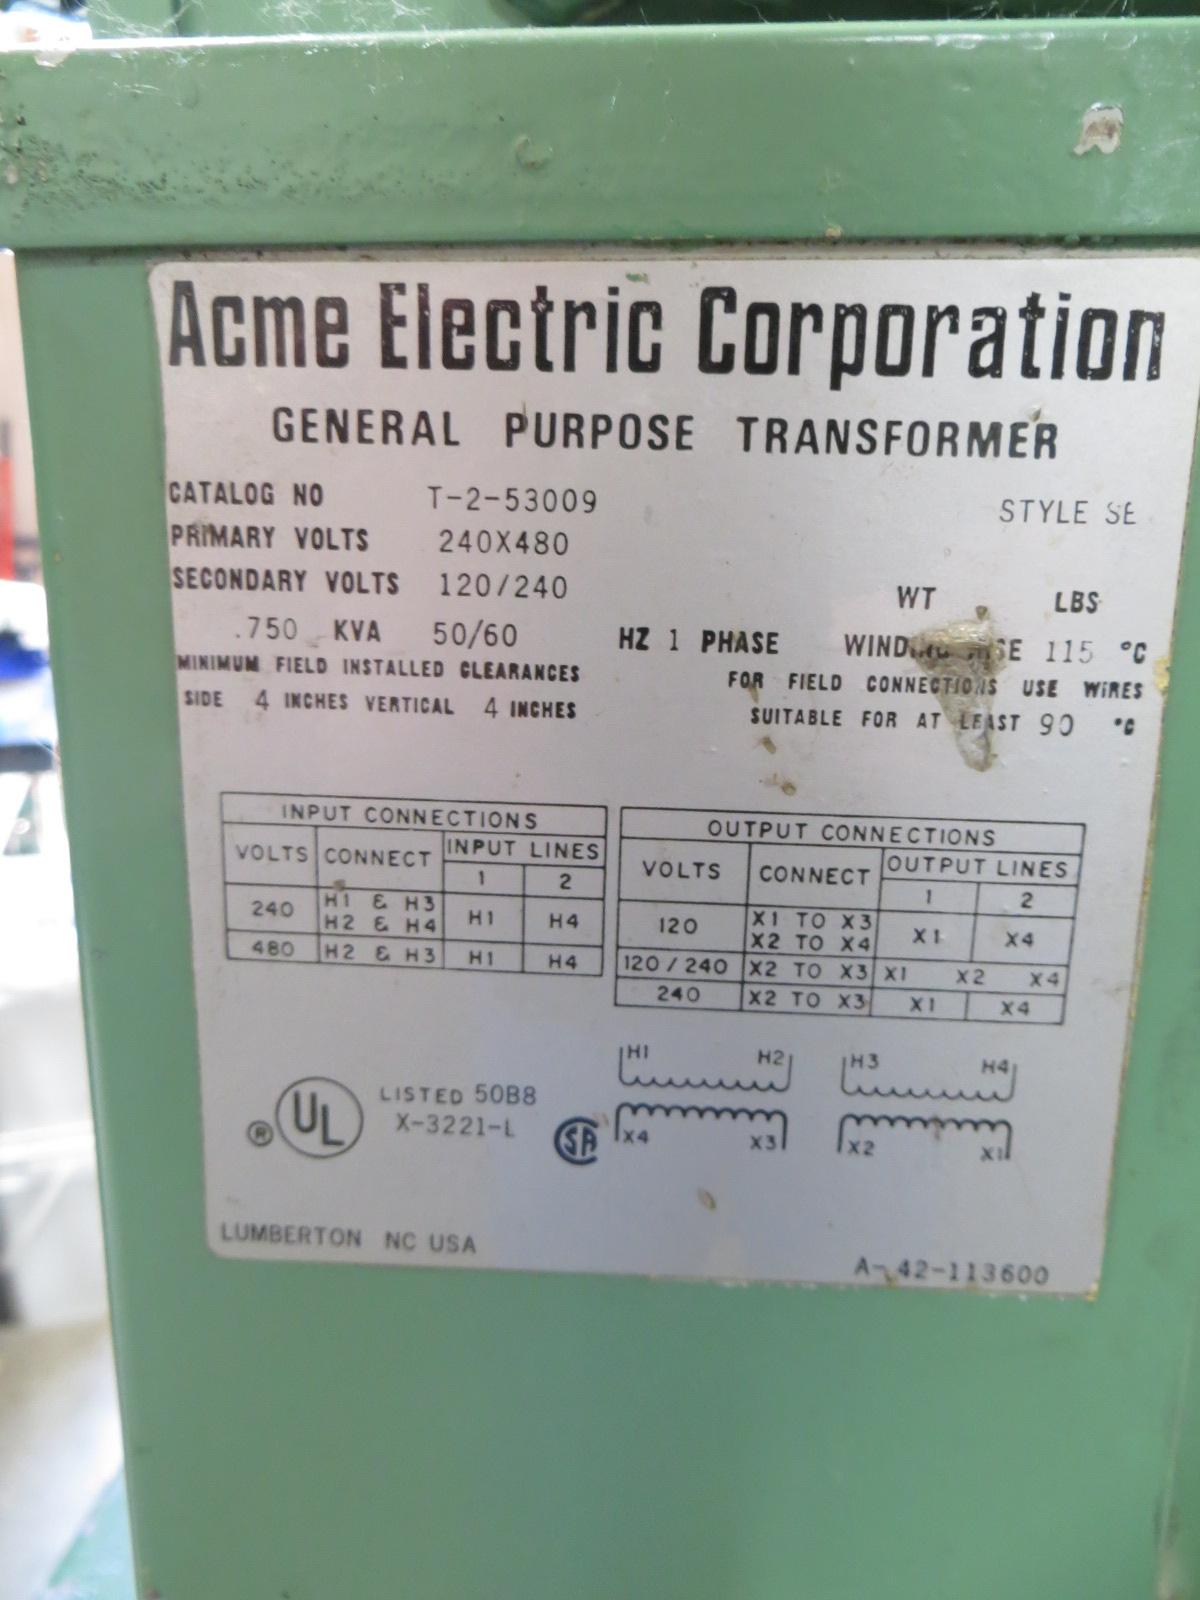 Acme Electric Corporation
GENERAL PURPOSE TRANSFORMER
CATALOG NO T-2-53009 STYLE SE
PRIMARY VOLTS 240X480
SECONDARY VOLTS 120/240 WT LBS
.750 KVA 50/60 HZ 1 PHASE 115 °C
MINIMUM FIELD INSTALLED CLEARANCES
SIDE 4 INCHES VERTICAL 4 INCHES
FOR FIELD CONNECTIONS USE WIRES
SUITABLE FOR AT LEAST 90 °C
INPUT CONNECTIONS
VOLTS CONNECT INPUT LINES
1 2
240 H1 & H3 H1 H4
H2 & H4
480 H2 & H3 H1 H4
OUTPUT CONNECTIONS
VOLTS CONNECT OUTPUT LINES
1 2
120 X1 TO X3 X1 X4
X2 TO X4
120/240 X2 TO X3 X1 X2 X4
240 X2 TO X3 X1 X4
H1 H2 H3 H4
X4 X3 X2 X1
® UL LISTED 50B8
X-3221-L
SA
LUMBERTON NC USA
A-42-113600